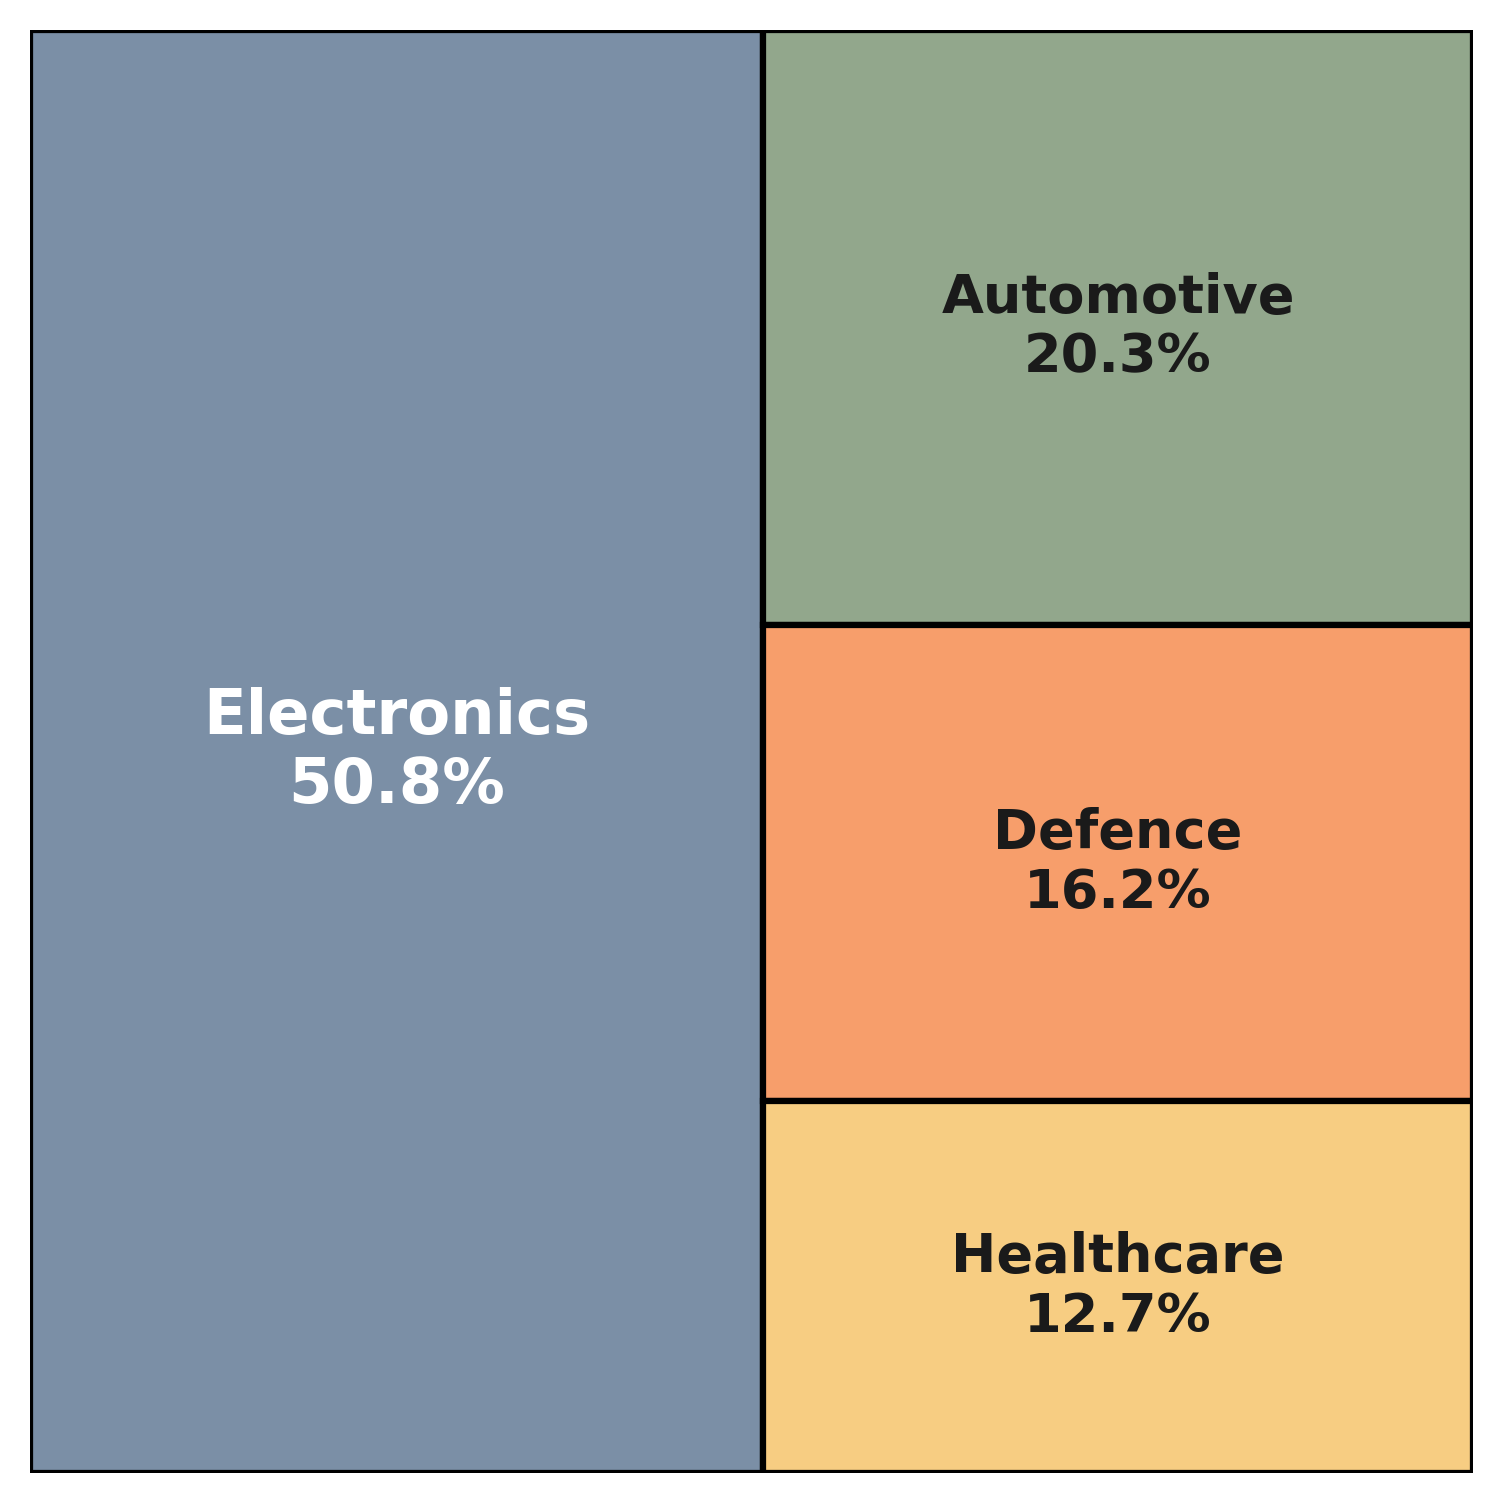 Electronics
50.8%
Automotive
20.3%
Defence
16.2%
Healthcare
12.7%